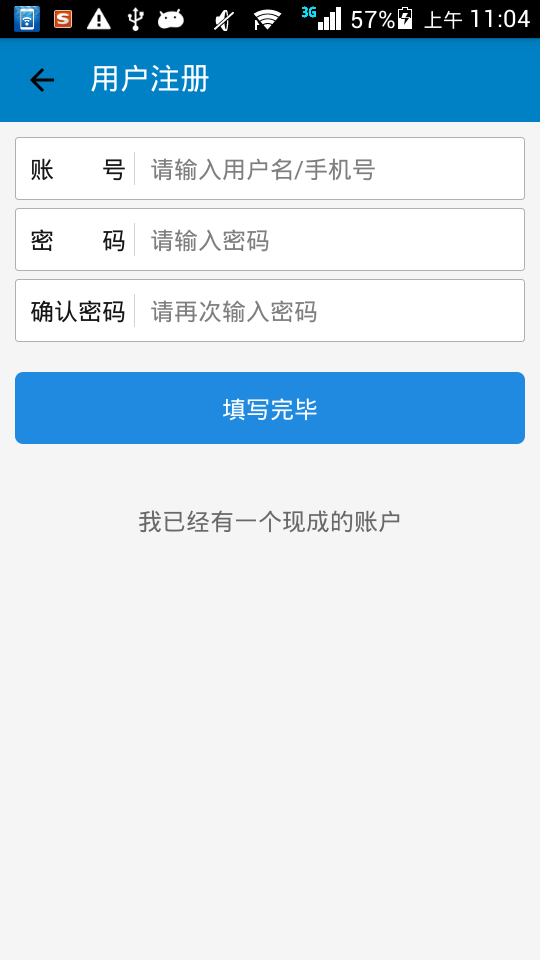 3G 57% 上午 11:04
用户注册
账 号 请输入用户名/手机号
密 码 请输入密码
确认密码 请再次输入密码
填写完毕
我已经有一个现成的账户